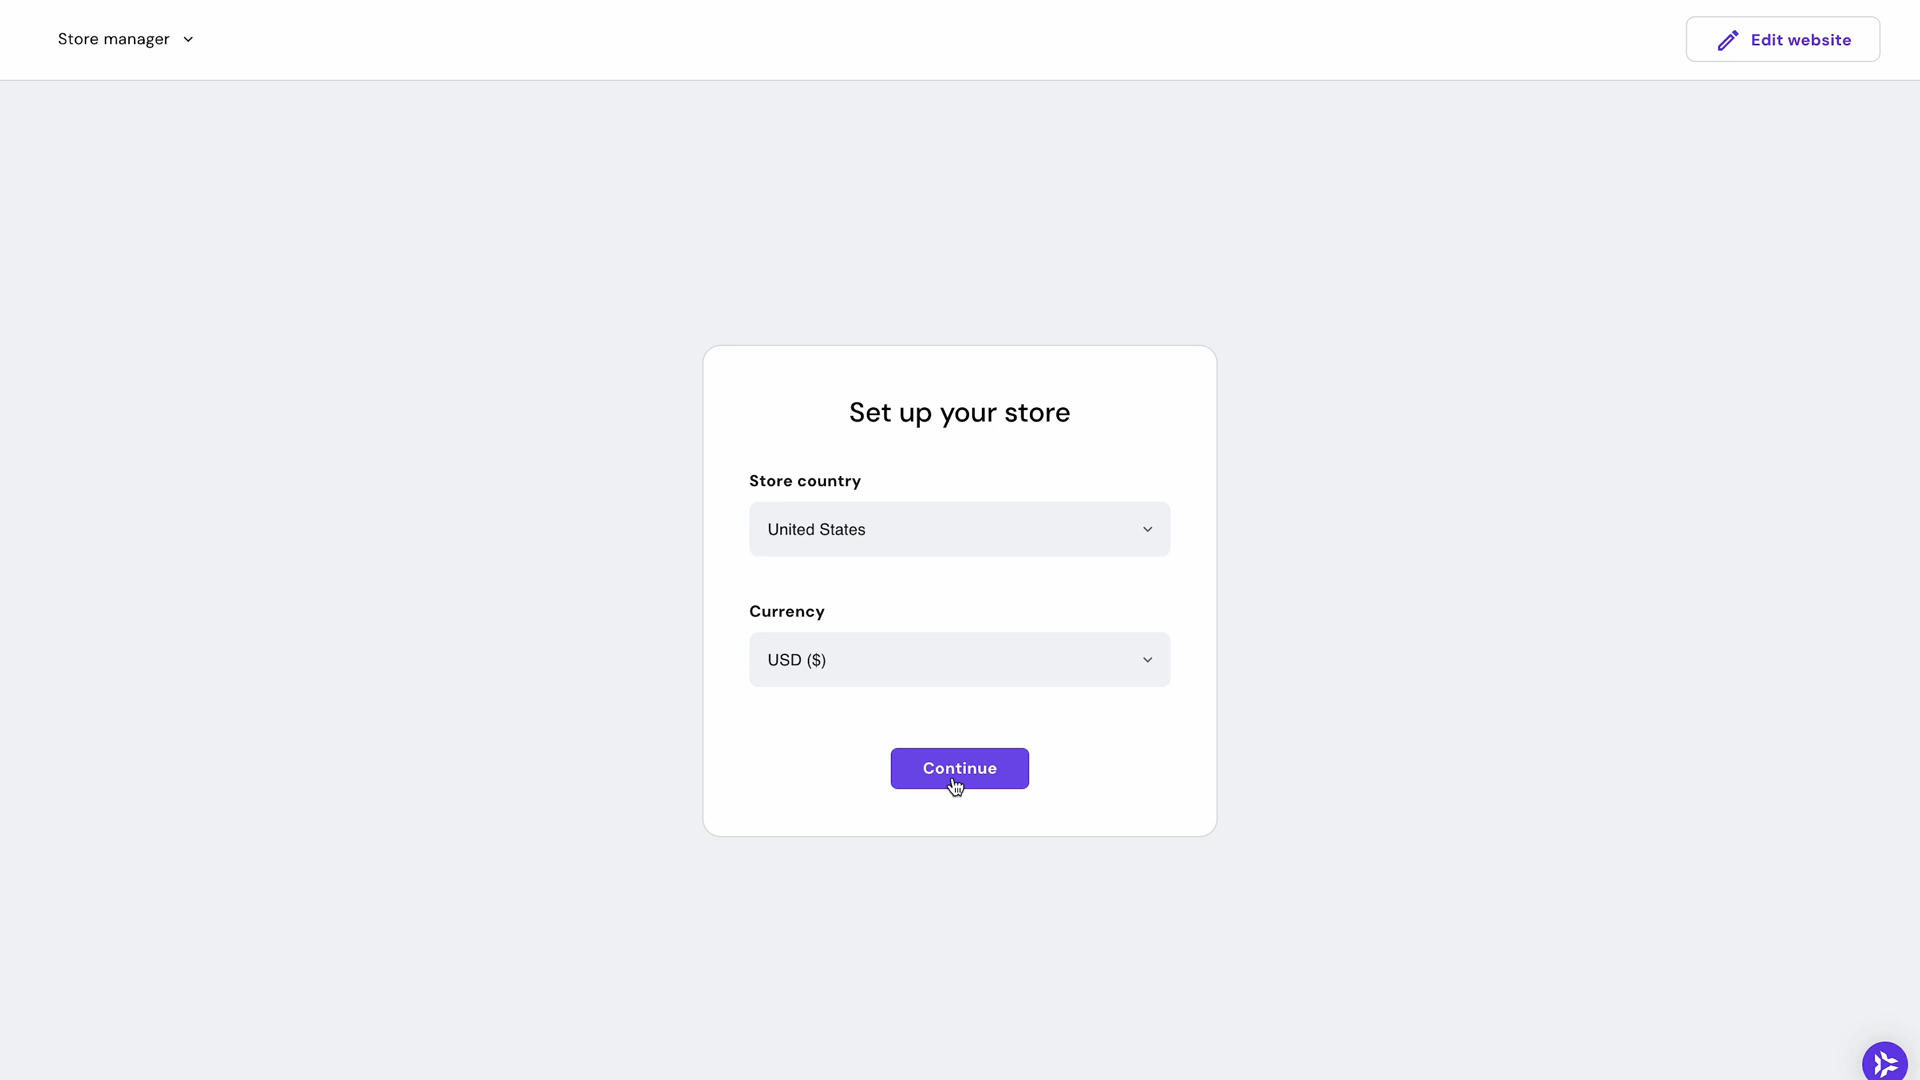 Store manager
Edit website
Set up your store
Store country
United States
Currency
USD ($)
Continue